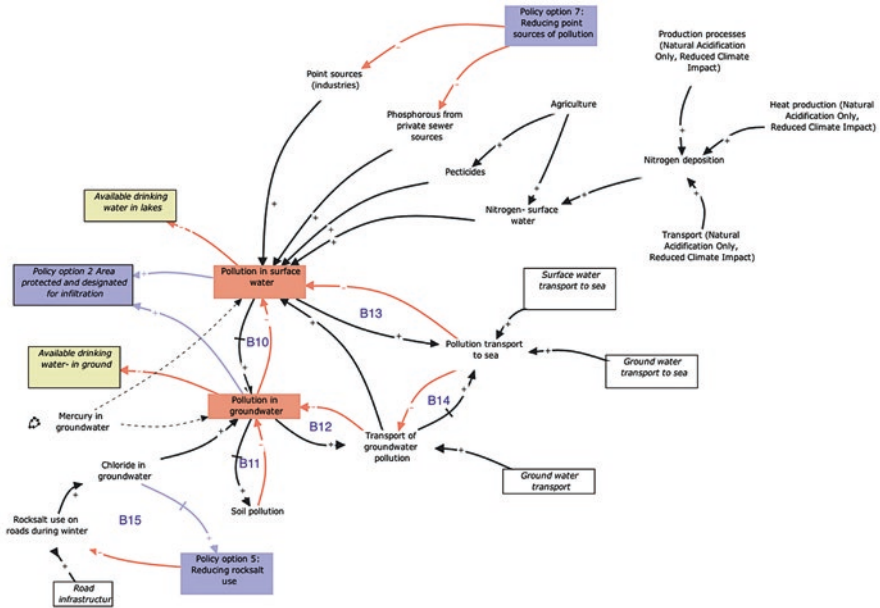 Policy option 7:
Reducing point
sources of pollution
Production processes
(Natural Acidification
Only, Reduced Climate
Impact)
Point sources
(industries)
Phosphorous from
private sewer
sources
Agriculture
Heat production (Natural
Acidification Only,
Reduced Climate Impact)
Pecticides
Nitrogen deposition
Nitrogen- surface
water
Available drinking
water in lakes
Transport (Natural
Acidification Only,
Reduced Climate Impact)
Policy option 2 Area
protected and designated
for infiltration
Pollution in surface
water
Surface water
transport to sea
B13
B10
Pollution transport
to sea
Available drinking
water- in ground
Ground water
transport to sea
Pollution in
groundwater
B14
Mercury in
groundwater
B12
Transport of
groundwater
pollution
B11
Chloride in
groundwater
Ground water
transport
Soil pollution
Rocksalt use on
roads during winter
B15
Policy option 5:
Reducing rocksalt
use
Road
infrastructur